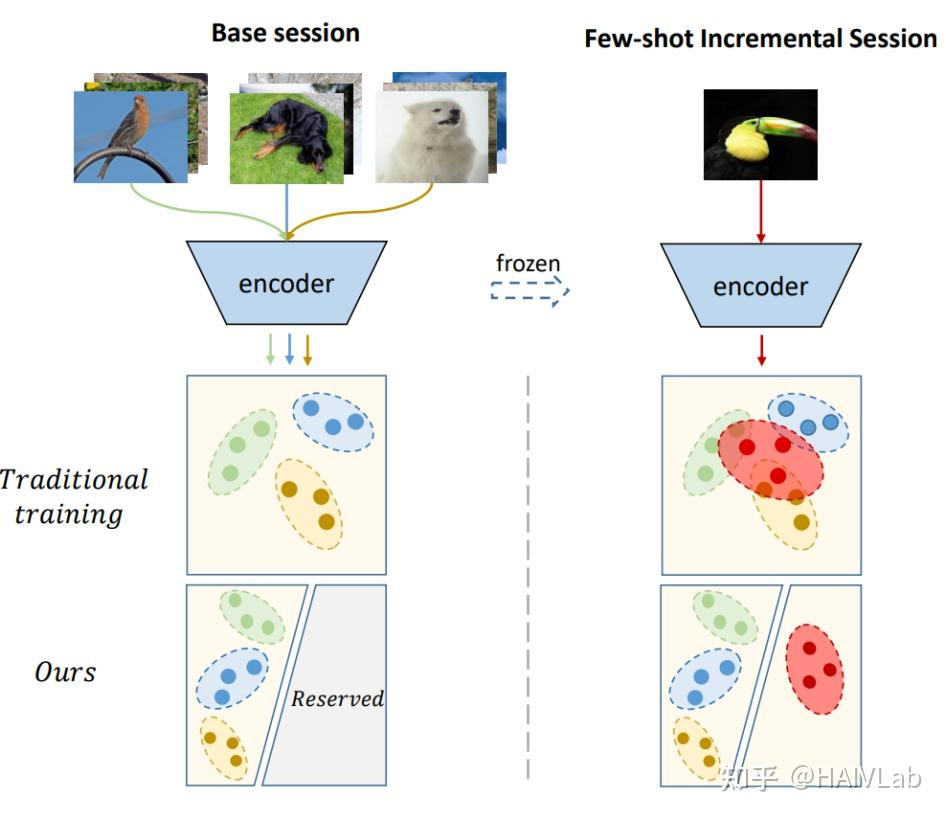 Base session
Few-shot Incremental Session
encoder
frozen
encoder
Traditional
training
Ours
Reserved
知乎 @HAIVLab